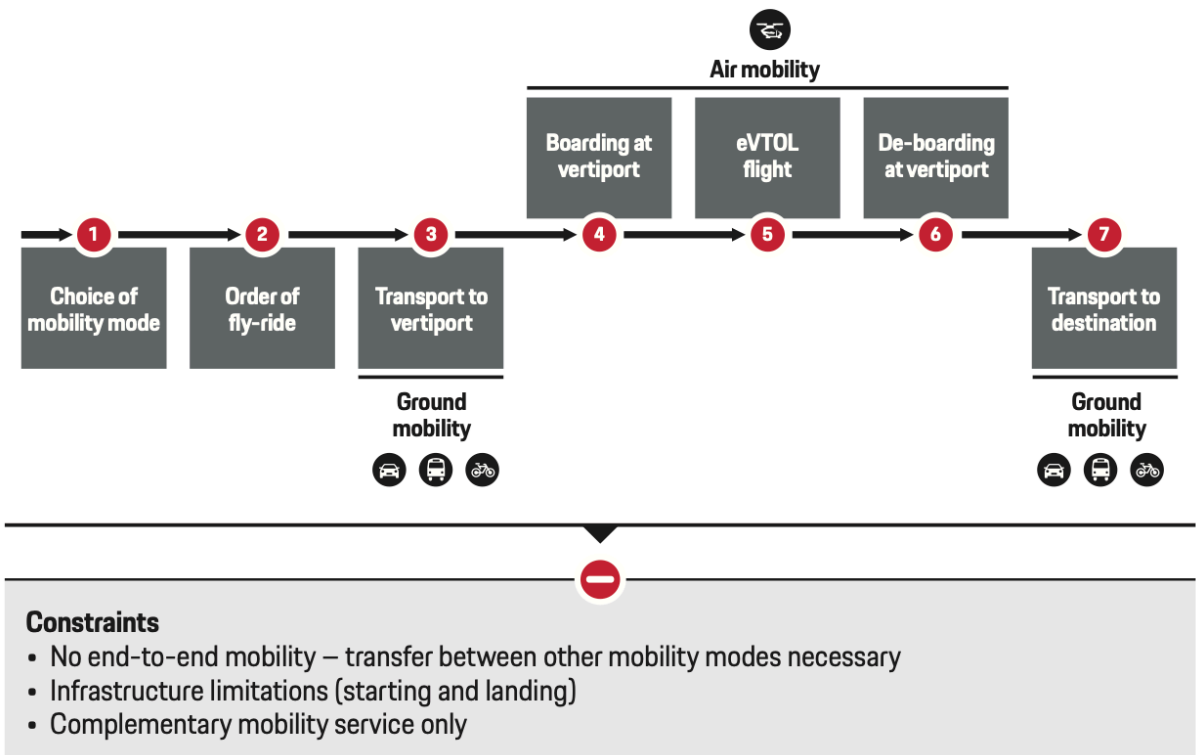 Air mobility
Boarding at
vertiport
eVTOL
flight
De-boarding
at vertiport
1
2
3
4
5
6
7
Choice of
mobility mode
Order of
fly-ride
Transport to
vertiport
Transport to
destination
Ground
mobility
Ground
mobility
Constraints
• No end-to-end mobility – transfer between other mobility modes necessary
• Infrastructure limitations (starting and landing)
• Complementary mobility service only